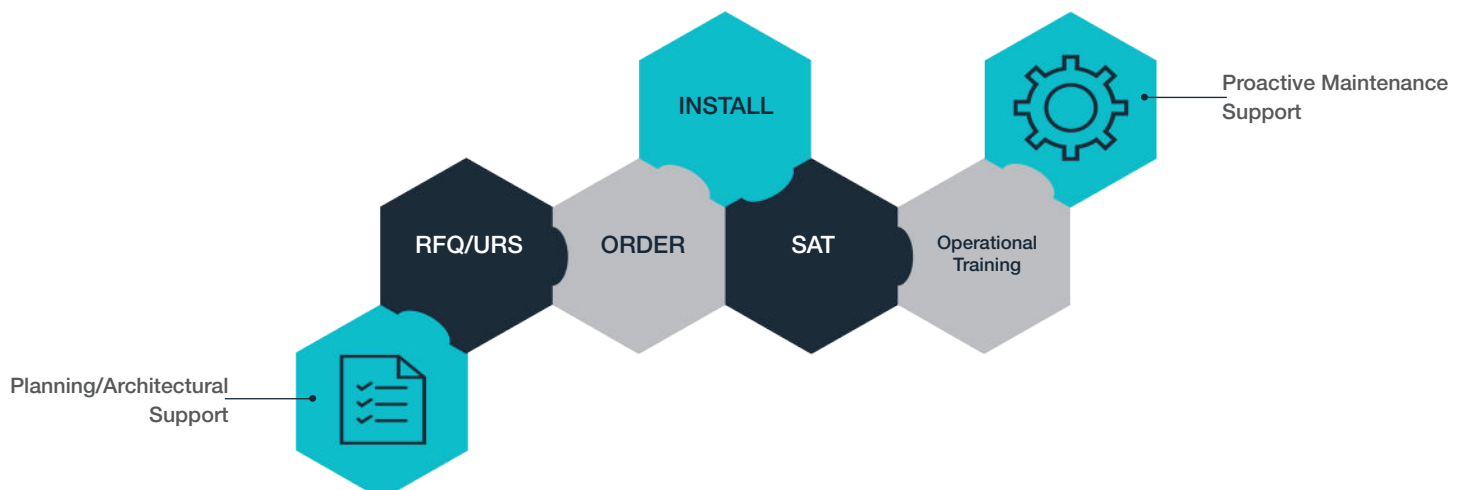 INSTALL
Proactive Maintenance
Support
RFQ/URS
ORDER
SAT
Operational
Training
Planning/Architectural
Support